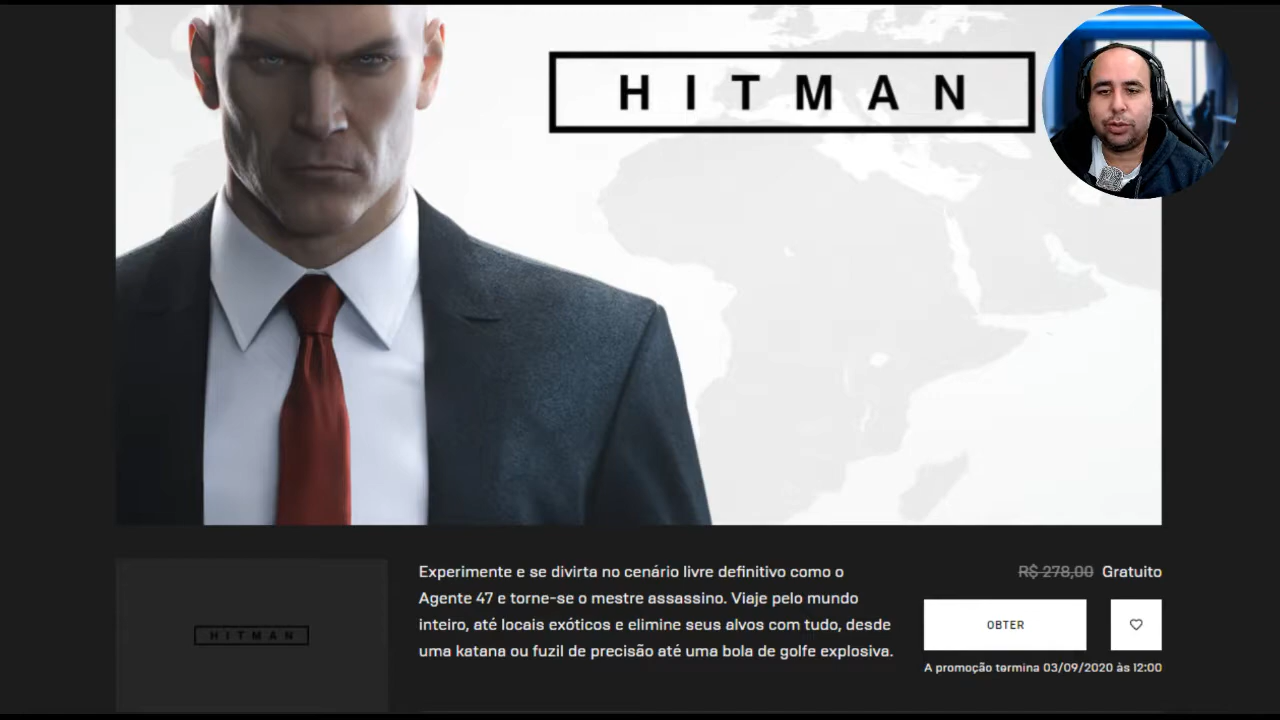 HITMAN
Experimente e se divirta no cenário livre definitivo como o
Agente 47 e torne-se o mestre assassino. Viaje pelo mundo
inteiro, até locais exóticos e elimine seus alvos com tudo, desde
uma katana ou fuzil de precisão até uma bola de golfe explosiva.
HITMAN
R$ 278,00 Gratuito
OBTER
A promoção termina 03/09/2020 às 12:00